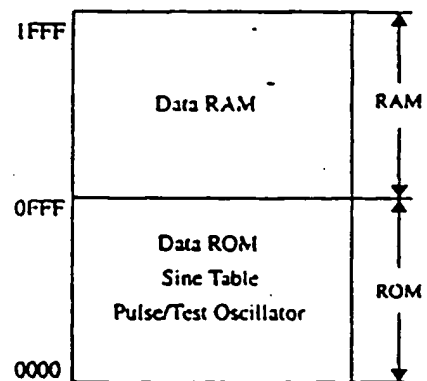 1FFF
Data RAM
RAM
0FFF
Data ROM
Sine Table
ROM
Pulse/Test Oscillator
0000